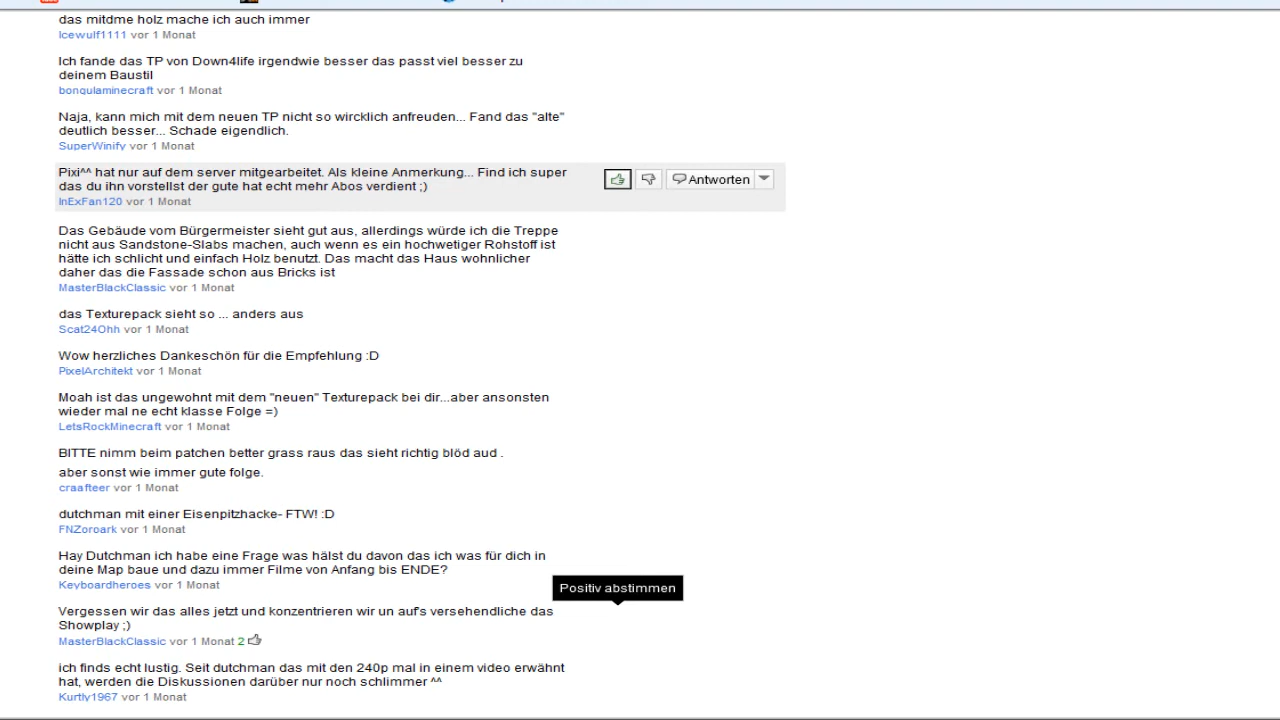 das mitdme holz mache ich auch immer
Icewulf1111 vor 1 Monat
Ich fande das TP von Down4life irgendwie besser das passt viel besser zu
deinem Baustil
bongulaminecraft vor 1 Monat
Naja, kann mich mit dem neuen TP nicht so wircklich anfreuden... Fand das "alte"
deutlich besser... Schade eigendlich.
SuperWinify vor 1 Monat
Pixi^^ hat nur auf dem server mitgearbeitet. Als kleine Anmerkung... Find ich super
das du ihn vorstellst der gute hat echt mehr Abos verdient ;)
InExFan120 vor 1 Monat
Antworten
Das Gebäude vom Bürgermeister sieht gut aus, allerdings würde ich die Treppe
nicht aus Sandstone-Slabs machen, auch wenn es ein hochwetiger Rohstoff ist
hätte ich schlicht und einfach Holz benutzt. Das macht das Haus wohnlicher
daher das die Fassade schon aus Bricks ist
MasterBlackClassic vor 1 Monat
das Texturepack sieht so ... anders aus
Scat24Ohh vor 1 Monat
Wow herzliches Dankeschön für die Empfehlung :D
PixelArchitekt vor 1 Monat
Moah ist das ungewohnt mit dem "neuen" Texturepack bei dir...aber ansonsten
wieder mal ne echt klasse Folge =)
LetsRockMinecraft vor 1 Monat
BITTE nimm beim patchen better grass raus das sieht richtig blöd aud .
aber sonst wie immer gute folge.
craafteer vor 1 Monat
dutchman mit einer Eisenpitzhacke- FTW! :D
FNZoroark vor 1 Monat
Hay Dutchman ich habe eine Frage was hälst du davon das ich was für dich in
deine Map baue und dazu immer Filme von Anfang bis ENDE?
Keyboardheroes vor 1 Monat
Positiv abstimmen
Vergessen wir das alles jetzt und konzentrieren wir un auf's versehendliche das
Showplay ;)
MasterBlackClassic vor 1 Monat 2
ich finds echt lustig. Seit dutchman das mit den 240p mal in einem video erwähnt
hat, werden die Diskussionen darüber nur noch schlimmer ^^
Kurtly1967 vor 1 Monat